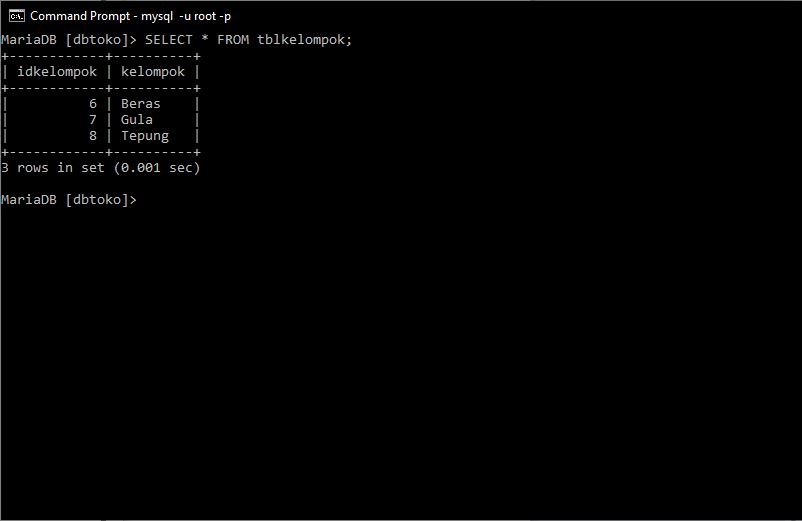 Command Prompt - mysql -u root -p
MariaDB [dbtoko]> SELECT * FROM tblkelompok;
+------------+----------+
| idkelompok | kelompok |
+------------+----------+
|          6 | Beras    |
|          7 | Gula     |
|          8 | Tepung   |
+------------+----------+
3 rows in set (0.001 sec)
MariaDB [dbtoko]>